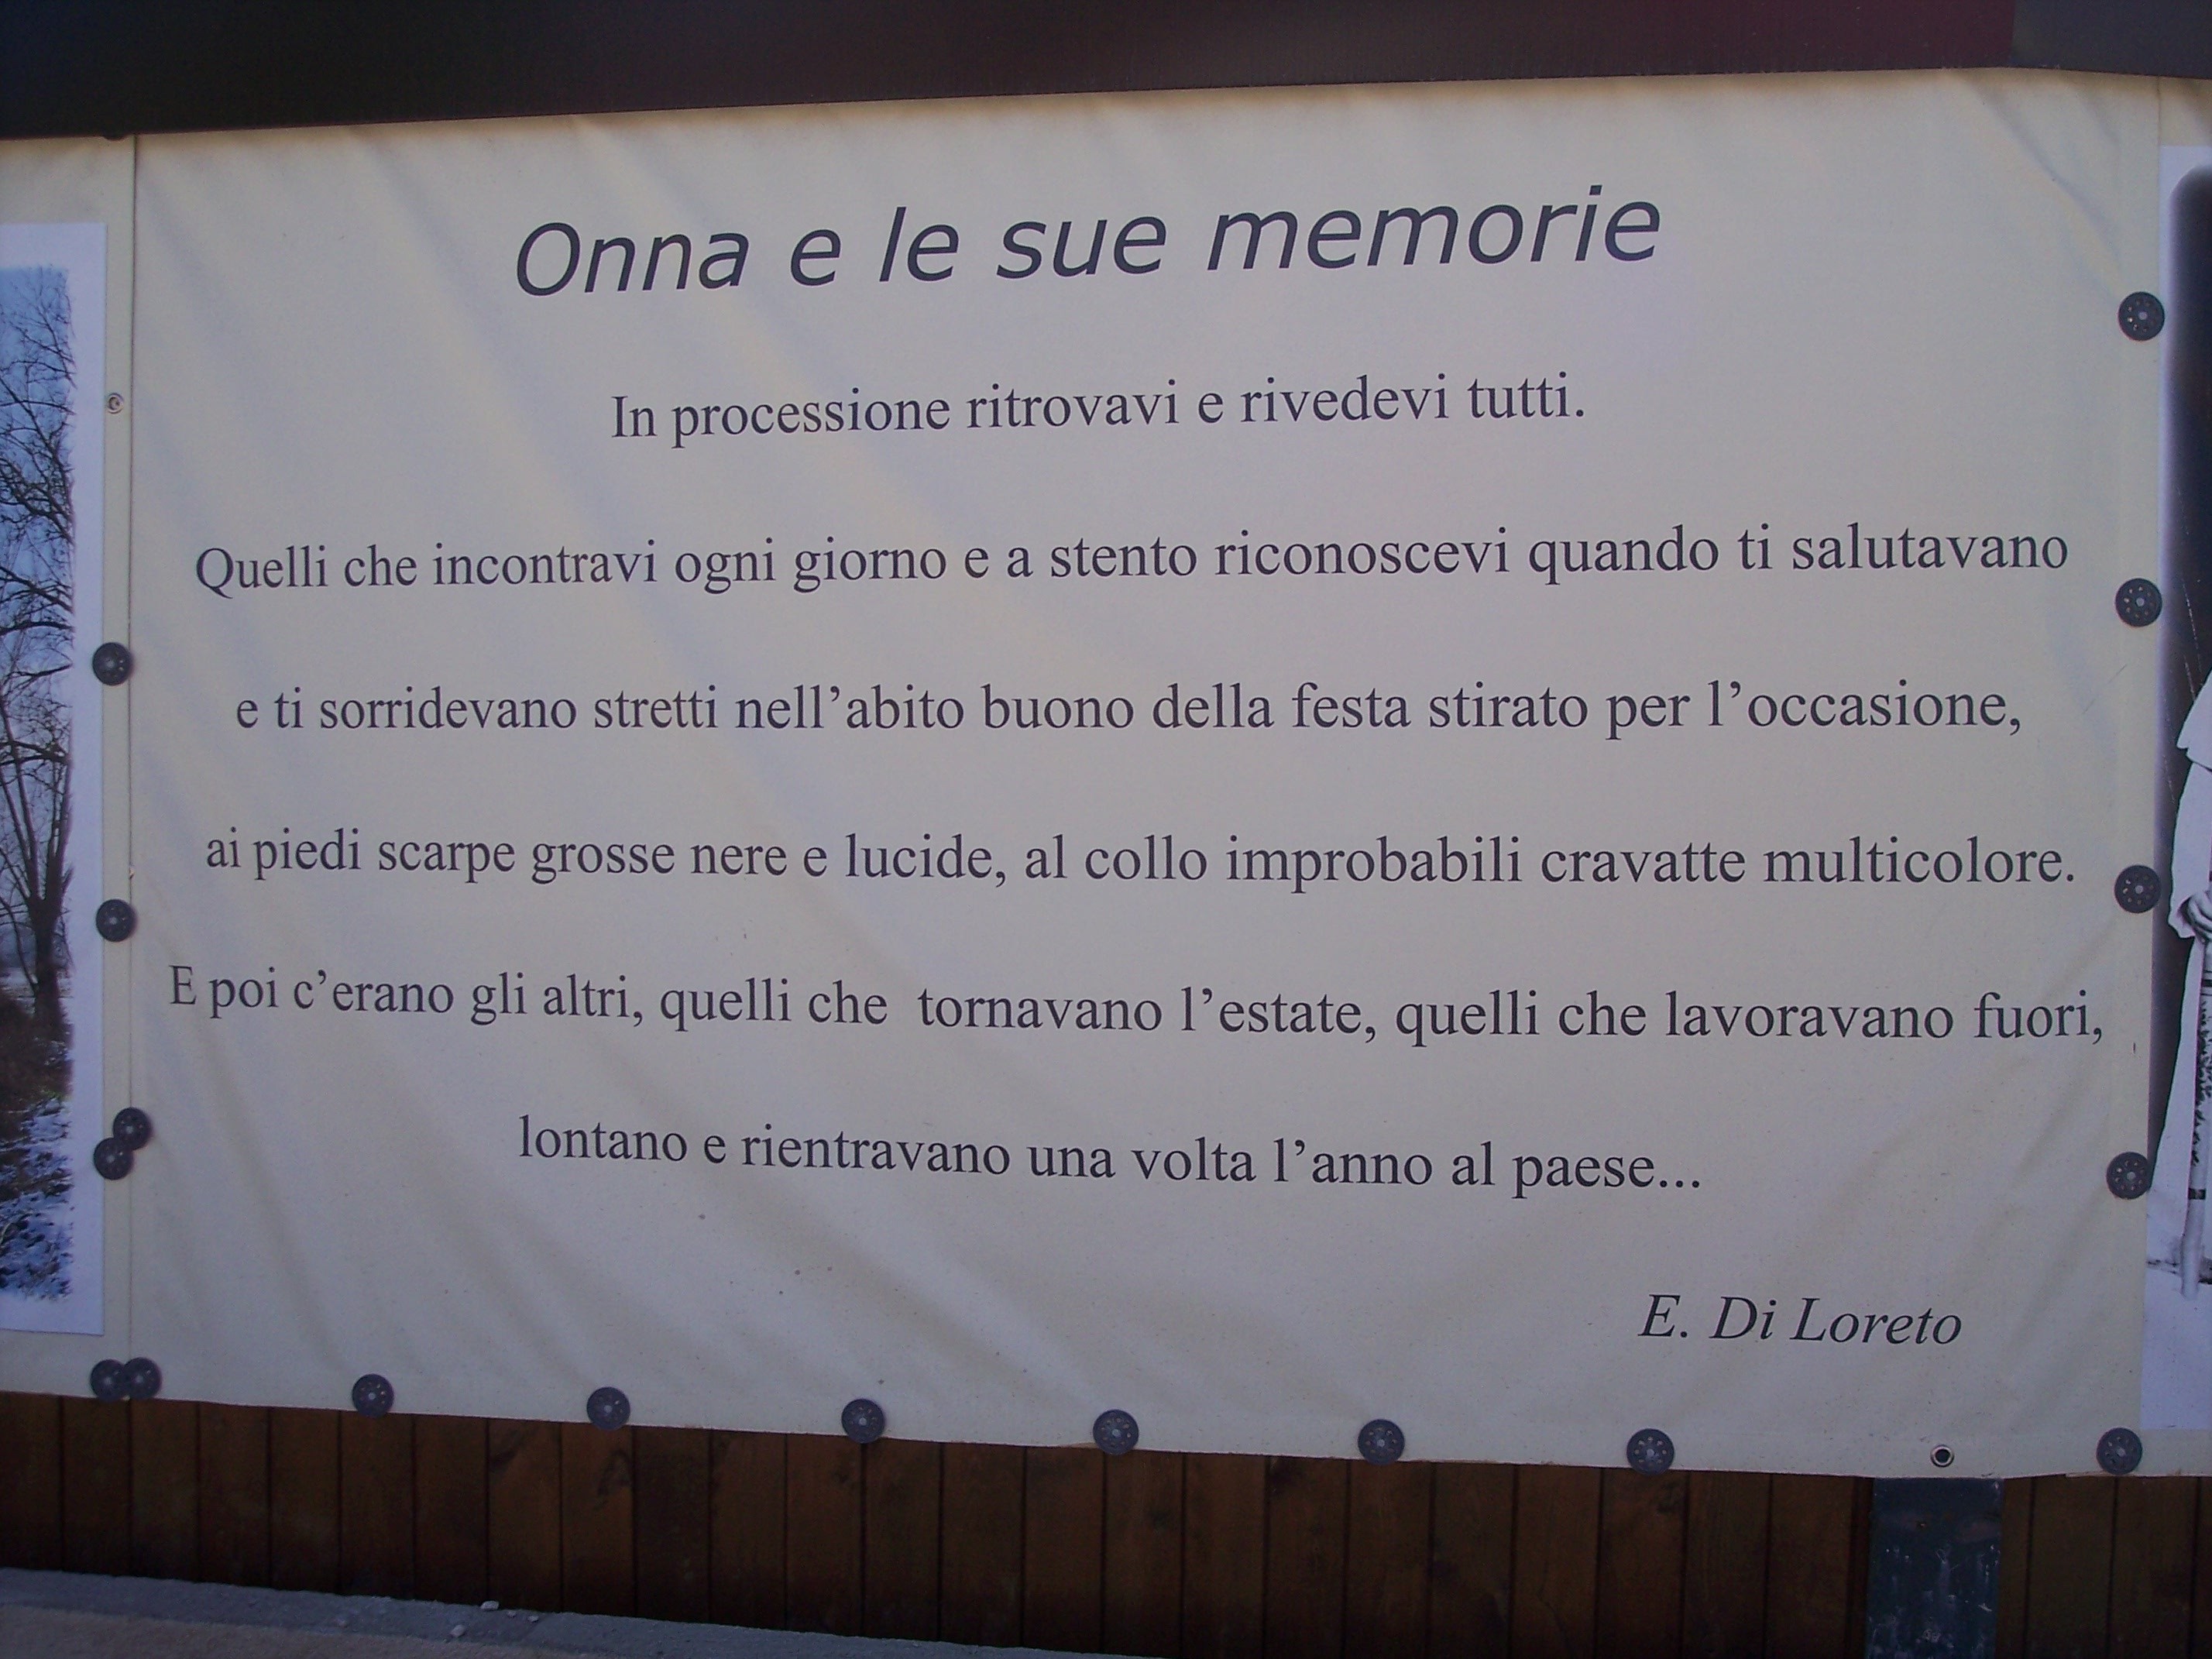 Onna e le sue memorie
In processione ritrovavi e rivedevi tutti.
Quelli che incontravi ogni giorno e a stento riconoscevi quando ti salutavano
e ti sorridevano stretti nell’abito buono della festa stirato per l’occasione,
ai piedi scarpe grosse nere e lucide, al collo improbabili cravatte multicolore.
E poi c’erano gli altri, quelli che tornavano l’estate, quelli che lavoravano fuori,
lontano e rientravano una volta l’anno al paese...
E. Di Loreto